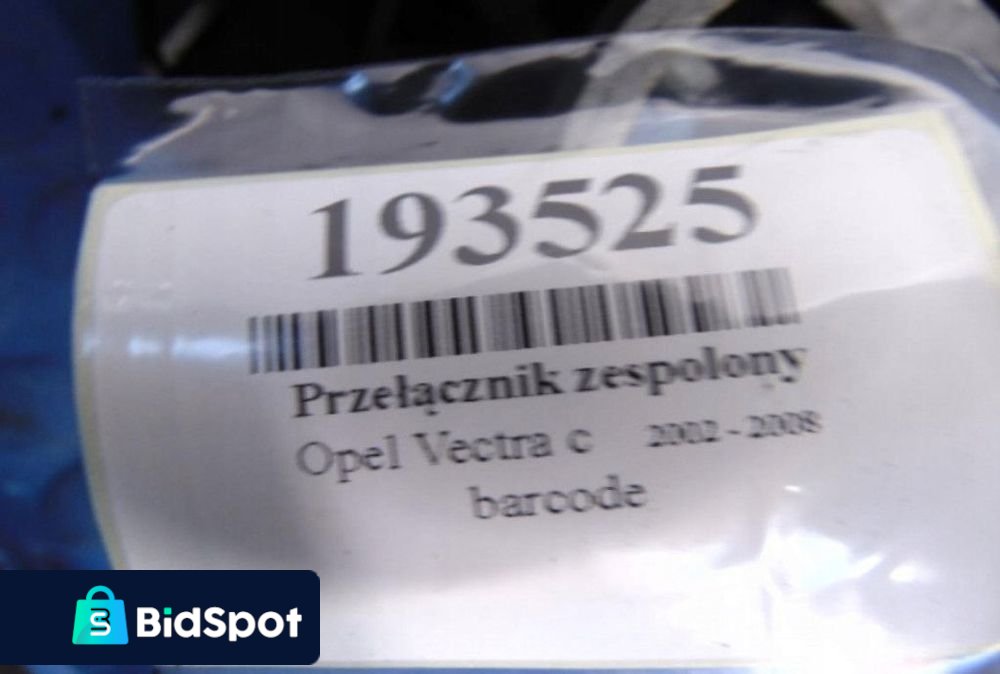 193525
Przełącznik zespolony
Opel Vectra c 2002 - 2008
barcode
BidSpot